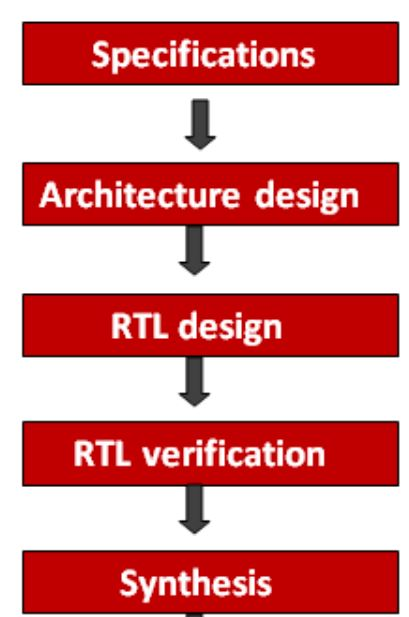 Specifications
Architecture design
RTL design
RTL verification
Synthesis